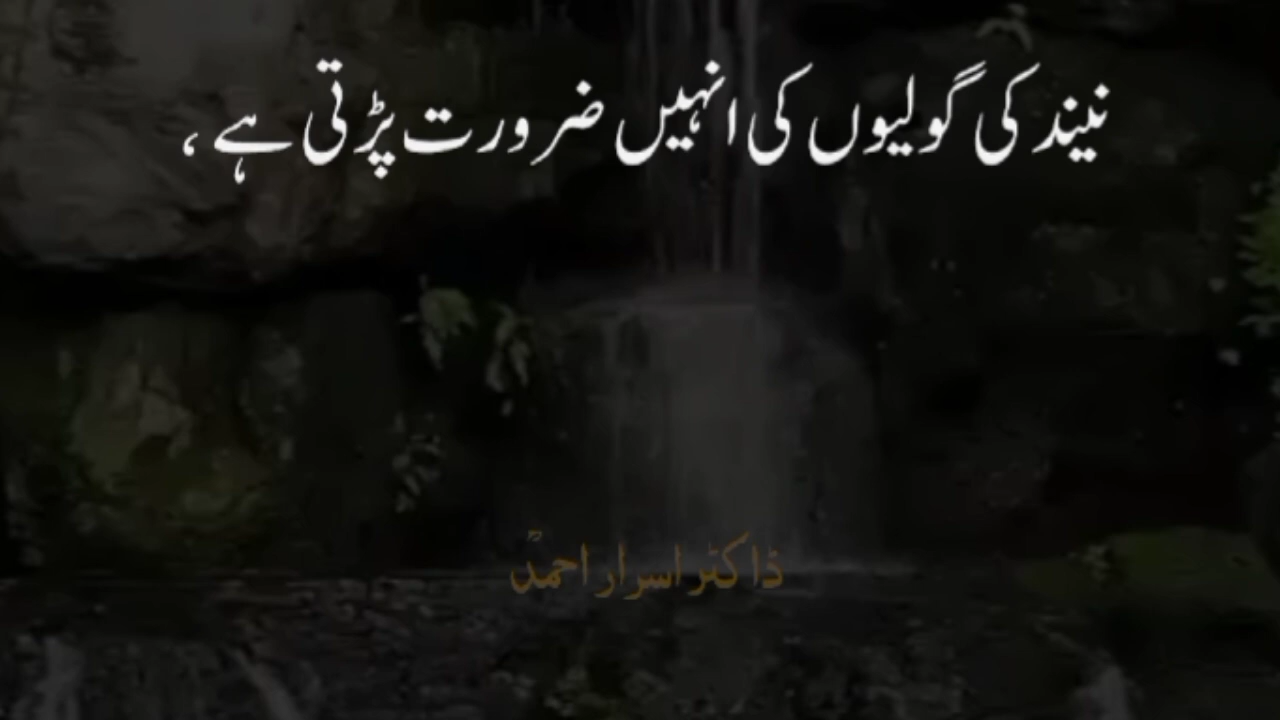 نیند کی گولیوں کی انہیں ضرورت پڑتی ہے ،
ڈاکٹر اسرار احمدؒ